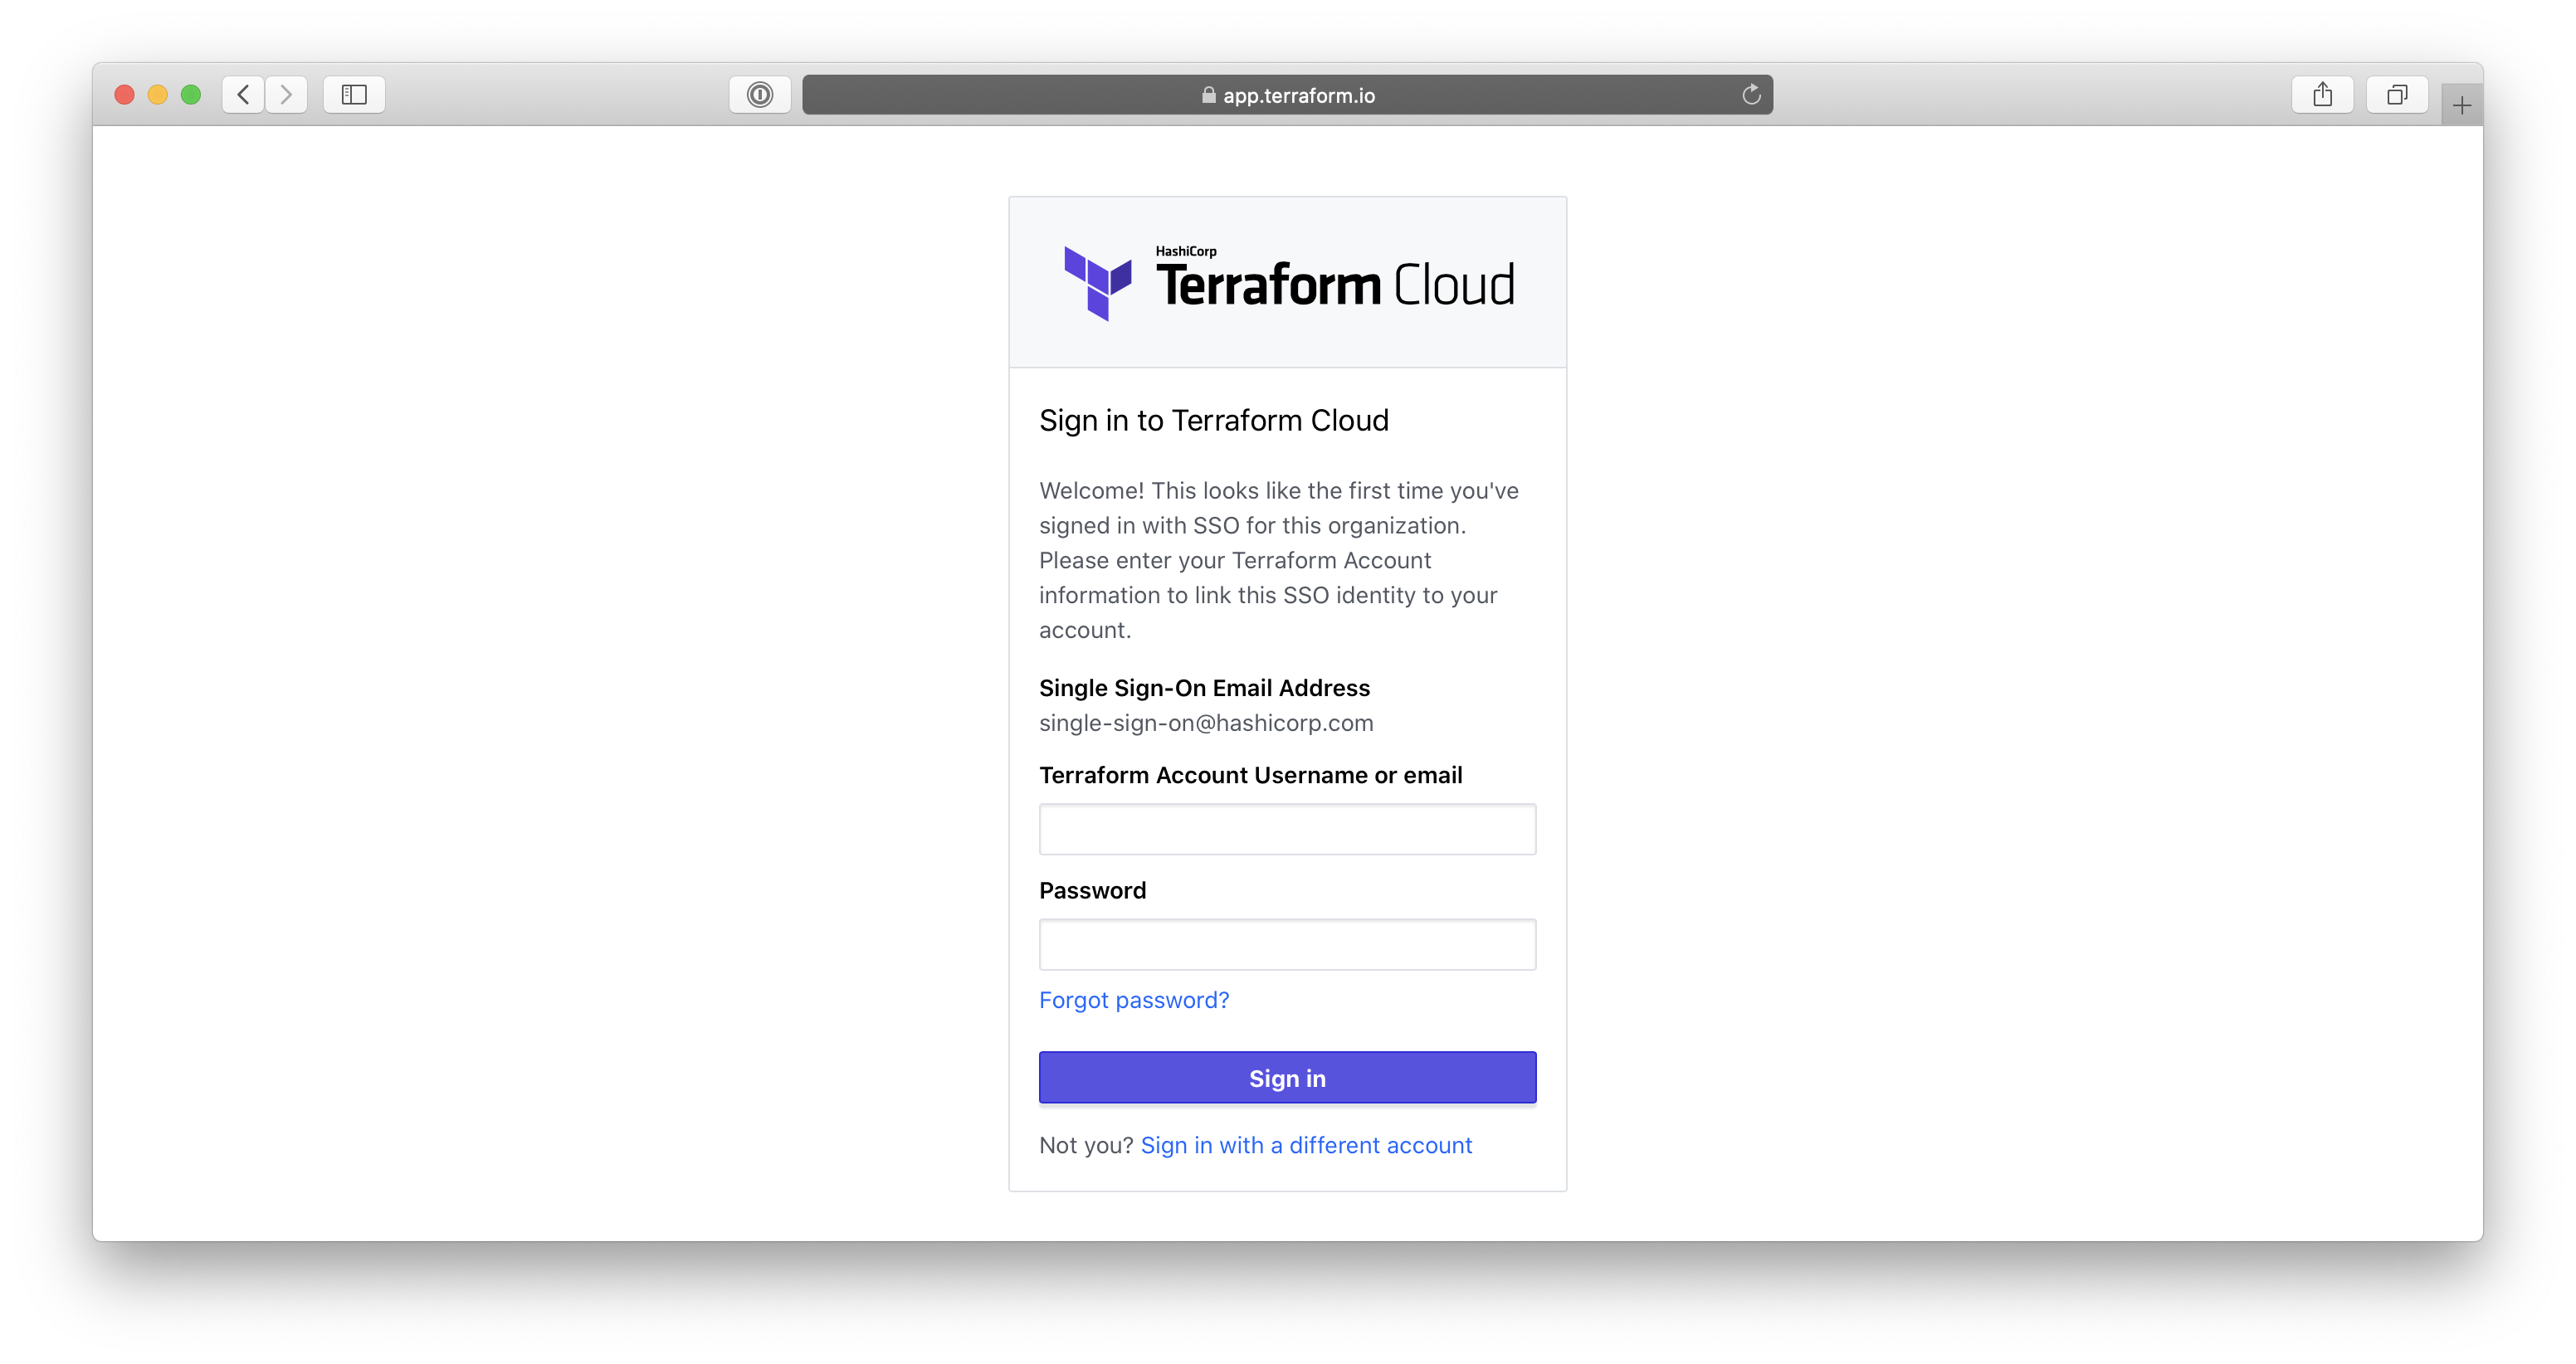 app.terraform.io
HashiCorp
Terraform Cloud
Sign in to Terraform Cloud
Welcome! This looks like the first time you've
signed in with SSO for this organization.
Please enter your Terraform Account
information to link this SSO identity to your
account.
Single Sign-On Email Address
single-sign-on@hashicorp.com
Terraform Account Username or email
Password
Forgot password?
Sign in
Not you? Sign in with a different account